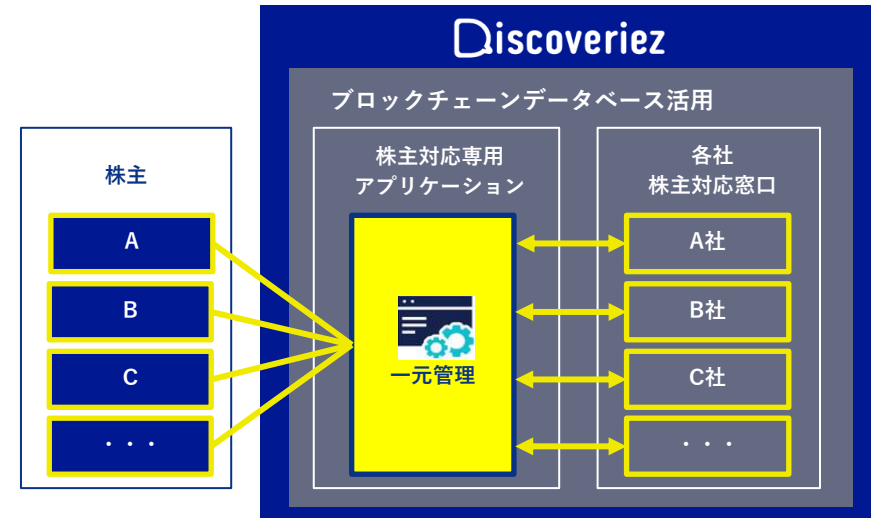 Discoveriez
ブロックチェーンデータベース活用
株主
A
B
C
・・・
株主対応専用
アプリケーション
一元管理
各社
株主対応窓口
A社
B社
C社
・・・